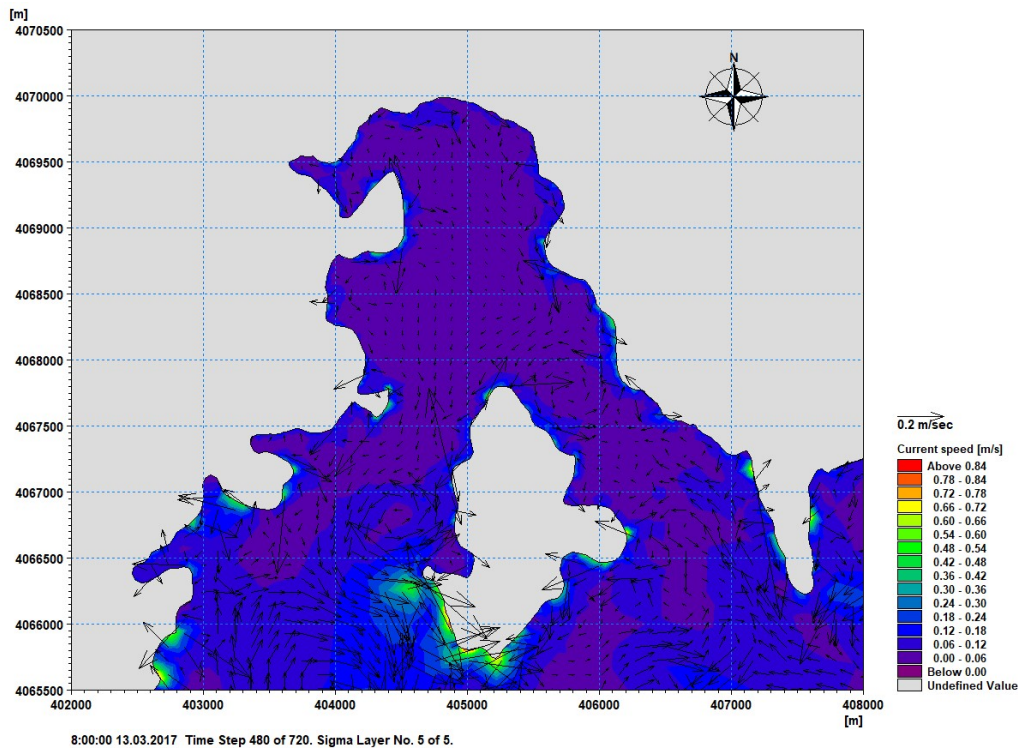 [m]
4070500
4070000
4069500
4069000
4068500
4068000
4067500
4067000
4066500
4066000
4065500
402000 403000 404000 405000 406000 407000 408000
[m]
N
0.2 m/sec
Current speed [m/s]
Above 0.84
0.78 - 0.84
0.72 - 0.78
0.66 - 0.72
0.60 - 0.66
0.54 - 0.60
0.48 - 0.54
0.42 - 0.48
0.36 - 0.42
0.30 - 0.36
0.24 - 0.30
0.18 - 0.24
0.12 - 0.18
0.06 - 0.12
0.00 - 0.06
Below 0.00
Undefined Value
8:00:00 13.03.2017 Time Step 480 of 720. Sigma Layer No. 5 of 5.